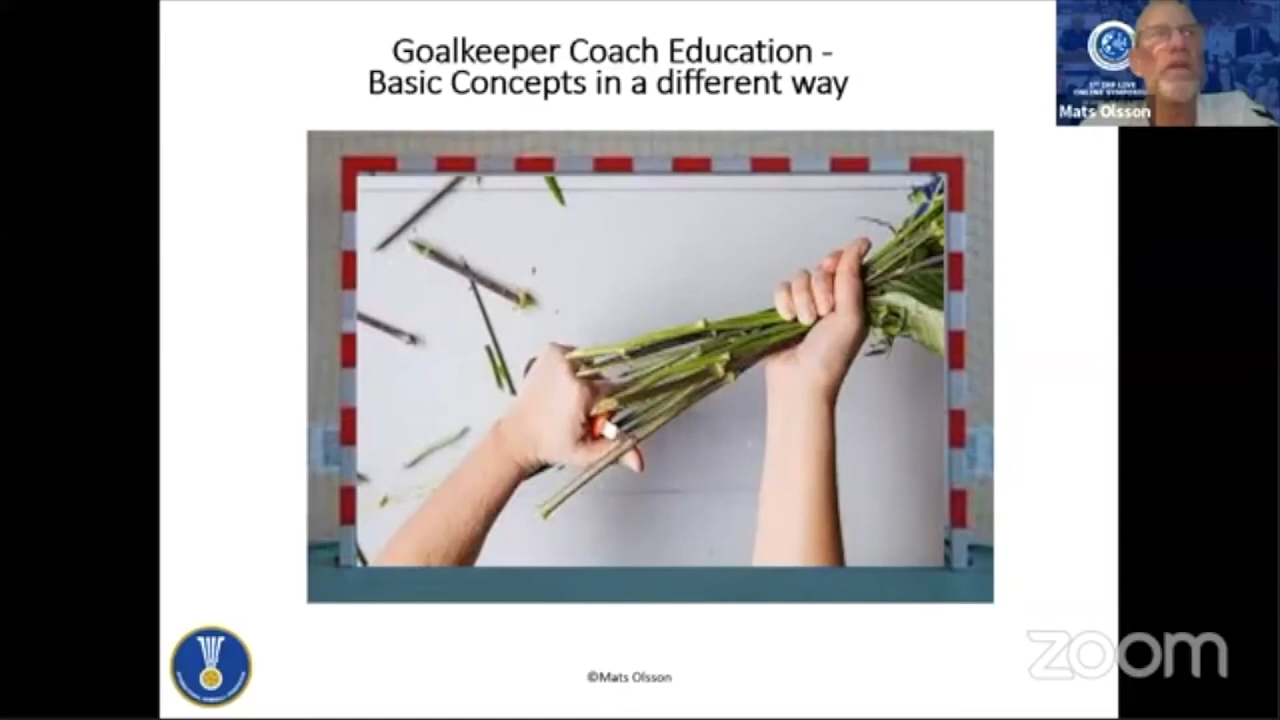 Goalkeeper Coach Education -
Basic Concepts in a different way
Mats Olsson
©Mats Olsson
zoom